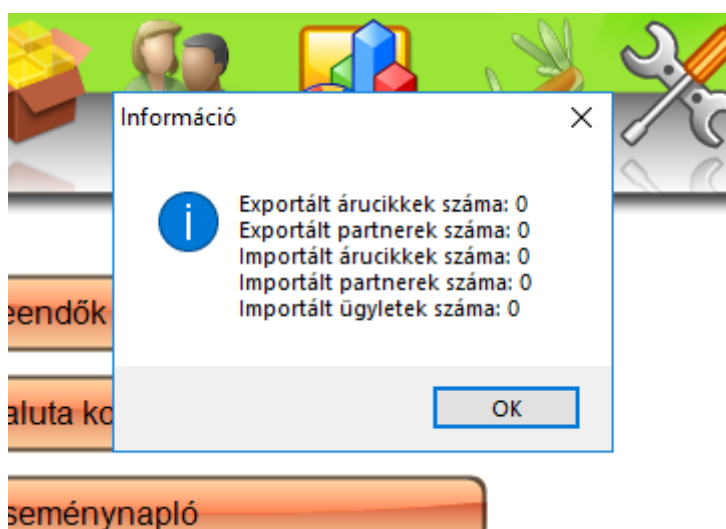 Információ
Exportált árucikkek száma: 0
Exportált partnerek száma: 0
Importált árucikkek száma: 0
Importált partnerek száma: 0
Importált ügyletek száma: 0
eendők
OK
aluta ko
seménynapló